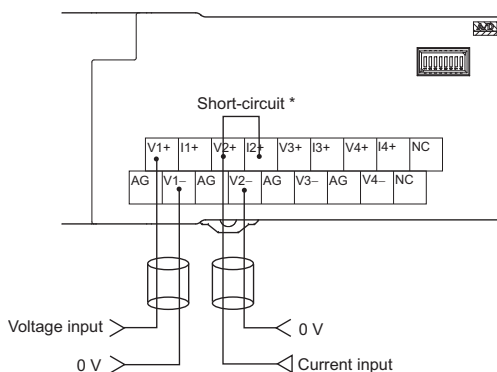 A/D
Short-circuit *
V1+ I1+ V2+ I2+ V3+ I3+ V4+ I4+ NC
AG V1– AG V2– AG V3– AG V4– NC
Voltage input
0 V
0 V
Current input